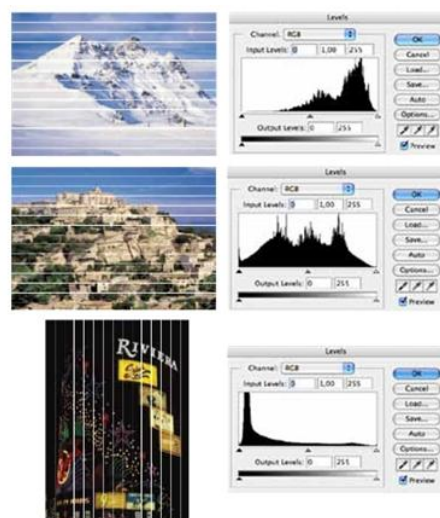 Levels
Channel: RGB
OK
Input Levels: 0 1,00 255
Cancel
Load...
Save...
Auto
Options...
Output Levels: 0 255
Preview
Levels
Channel: RGB
OK
Input Levels: 0 1,00 255
Cancel
Load...
Save...
Auto
Options...
Output Levels: 0 255
Preview
RIVIERA
Levels
Channel: RGB
OK
Input Levels: 0 1,00 255
Cancel
Load...
Save...
Auto
Options...
Output Levels: 0 255
Preview